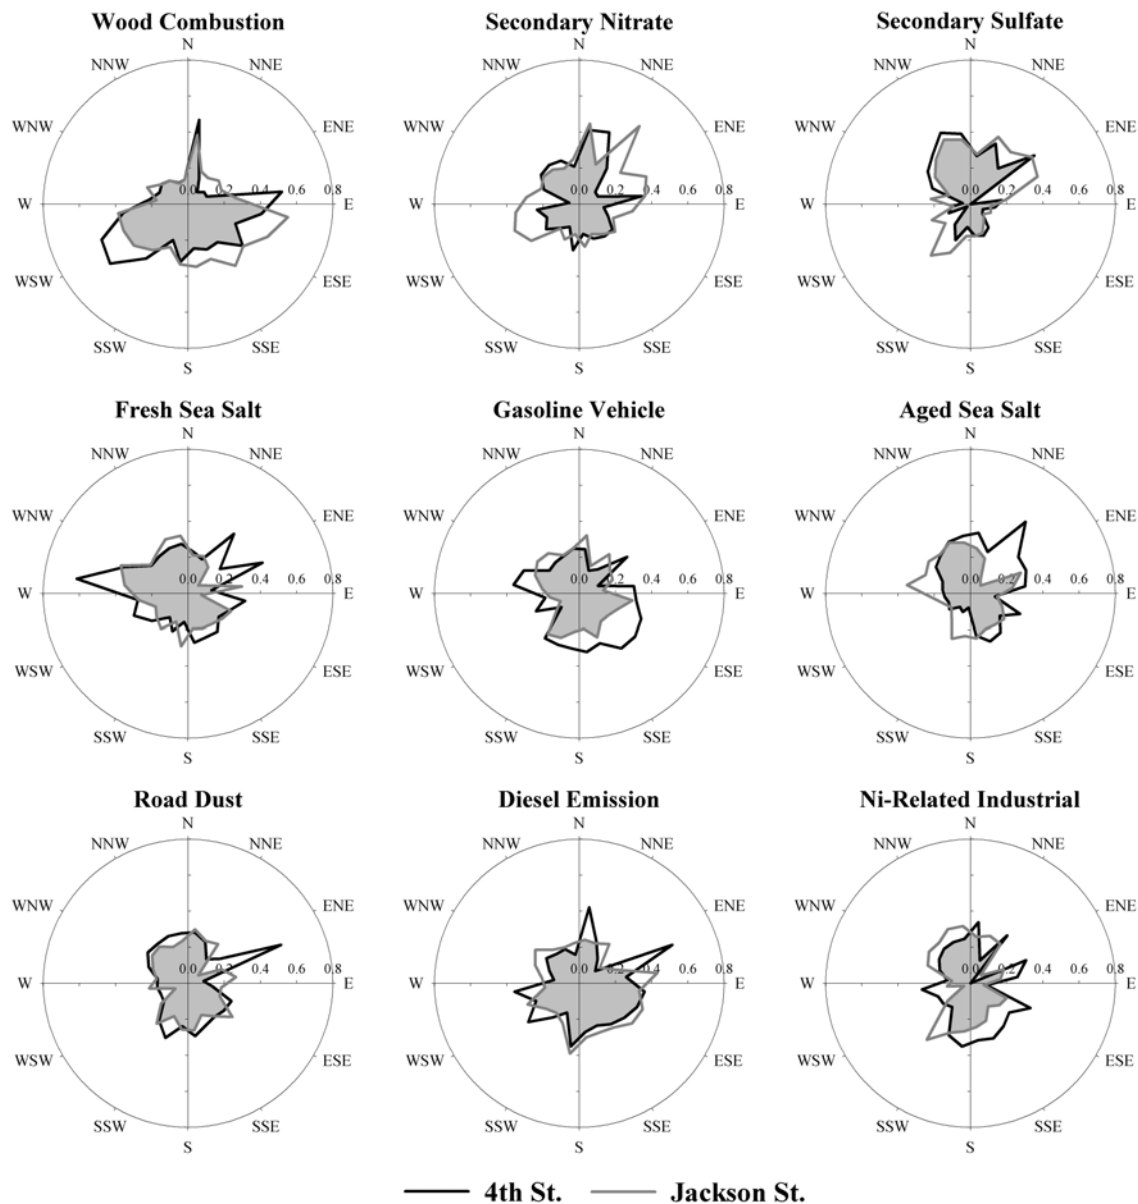 Wood Combustion Secondary Nitrate Secondary Sulfate
N N N
NNW NNE NNW NNE NNW NNE
WNW ENE WNW ENE WNW ENE
W 0.0 0.2 0.4 0.6 0.8 E W 0.0 0.2 0.4 0.6 0.8 E W 0.0 0.2 0.4 0.6 0.8 E
WSW ESE WSW ESE WSW ESE
SSW SSE SSW SSE SSW SSE
S S S
Fresh Sea Salt Gasoline Vehicle Aged Sea Salt
N N N
NNW NNE NNW NNE NNW NNE
WNW ENE WNW ENE WNW ENE
W 0.0 0.2 0.4 0.6 0.8 E W 0.0 0.2 0.4 0.6 0.8 E W 0.0 0.2 0.4 0.6 0.8 E
WSW ESE WSW ESE WSW ESE
SSW SSE SSW SSE SSW SSE
S S S
Road Dust Diesel Emission Ni-Related Industrial
N N N
NNW NNE NNW NNE NNW NNE
WNW ENE WNW ENE WNW ENE
W 0.0 0.2 0.4 0.6 0.8 E W 0.0 0.2 0.4 0.6 0.8 E W 0.0 0.2 0.4 0.6 0.8 E
WSW ESE WSW ESE WSW ESE
SSW SSE SSW SSE SSW SSE
S S S
4th St. Jackson St.